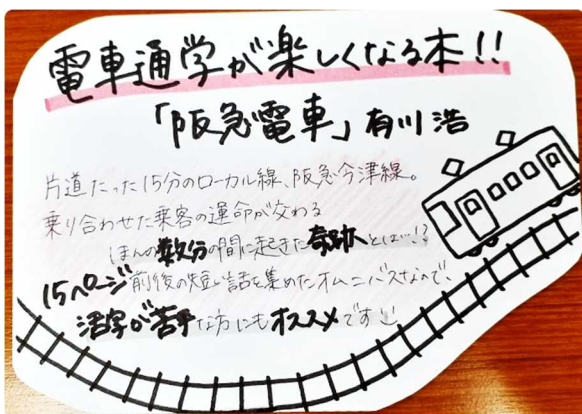 電車通学が楽しくなる本!!
「阪急電車」有川 浩
片道たった15分のローカル線、阪急今津線。
乗り合わせた乗客の運命が交わる
ほんの数分の間に起きた奇跡とは…!?
15ページ前後の短い話を集めたオムニバスなので、
活字が苦手な方にもオススメです